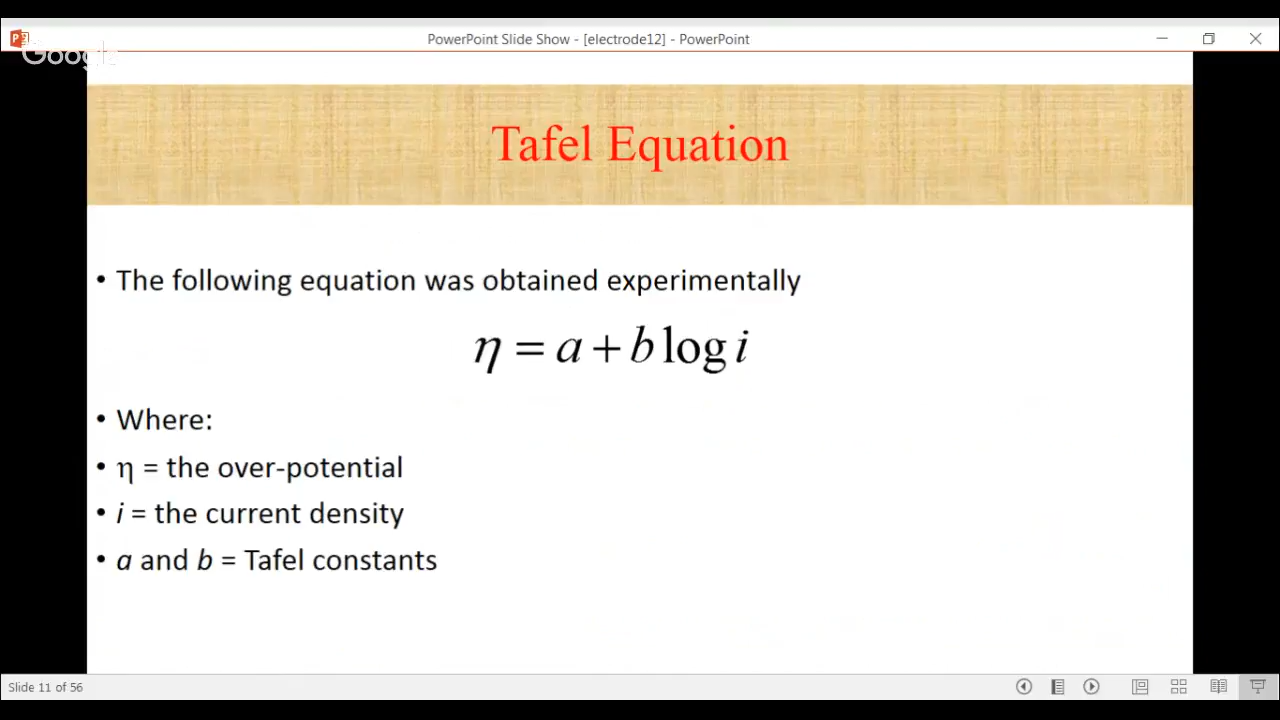 PowerPoint Slide Show - [electrode12] - PowerPoint
Google
Tafel Equation
• The following equation was obtained experimentally
η = a + b log i
• Where:
• η = the over-potential
• i = the current density
• a and b = Tafel constants
Slide 11 of 56